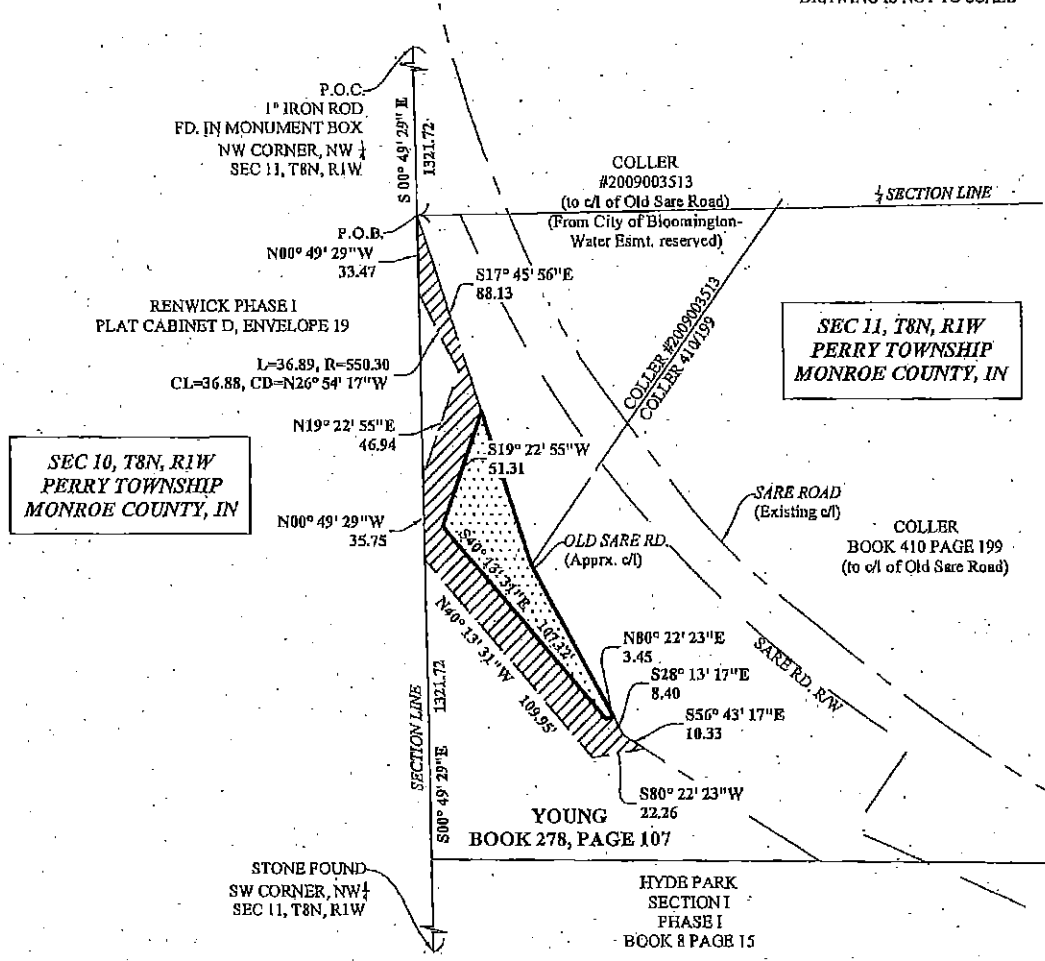 P.O.C.
1" IRON ROD
FD. IN MONUMENT BOX
NW CORNER, NW ¼
SEC 11, T8N, R1W
S 00° 49' 29" E
1321.72
COLLER
#2009003513
(to c/l of Old Sare Road)
(From City of Bloomington-
Water Esmt. reserved)
¼ SECTION LINE
P.O.B.
N00° 49' 29"W
33.47
S17° 45' 56"E
88.13
RENWICK PHASE I
PLAT CABINET D, ENVELOPE 19
COLLER #2009003513
COLLER 410/199
SEC 11, T8N, R1W
PERRY TOWNSHIP
MONROE COUNTY, IN
L=36.89, R=550.30
CL=36.88, CD=N26° 54' 17"W
N19° 22' 55"E
46.94
S19° 22' 55"W
51.31
SEC 10, T8N, R1W
PERRY TOWNSHIP
MONROE COUNTY, IN
SARE ROAD
(Existing c/l)
N00° 49' 29"W
35.75
OLD SARE RD.
(Apprx. c/l)
COLLER
BOOK 410 PAGE 199
(to c/l of Old Sare Road)
S40° 13' 31"E 107.32'
N40° 13' 31"W 109.95'
N80° 22' 23"E
3.45
S28° 13' 17"E
8.40
SARE RD. R/W
S56° 43' 17"E
10.33
SECTION LINE
S00° 49' 29"E 1321.72
S80° 22' 23"W
22.26
YOUNG
BOOK 278, PAGE 107
STONE FOUND
SW CORNER, NW ¼
SEC 11, T8N, R1W
HYDE PARK
SECTION I
PHASE I
BOOK 8 PAGE 15